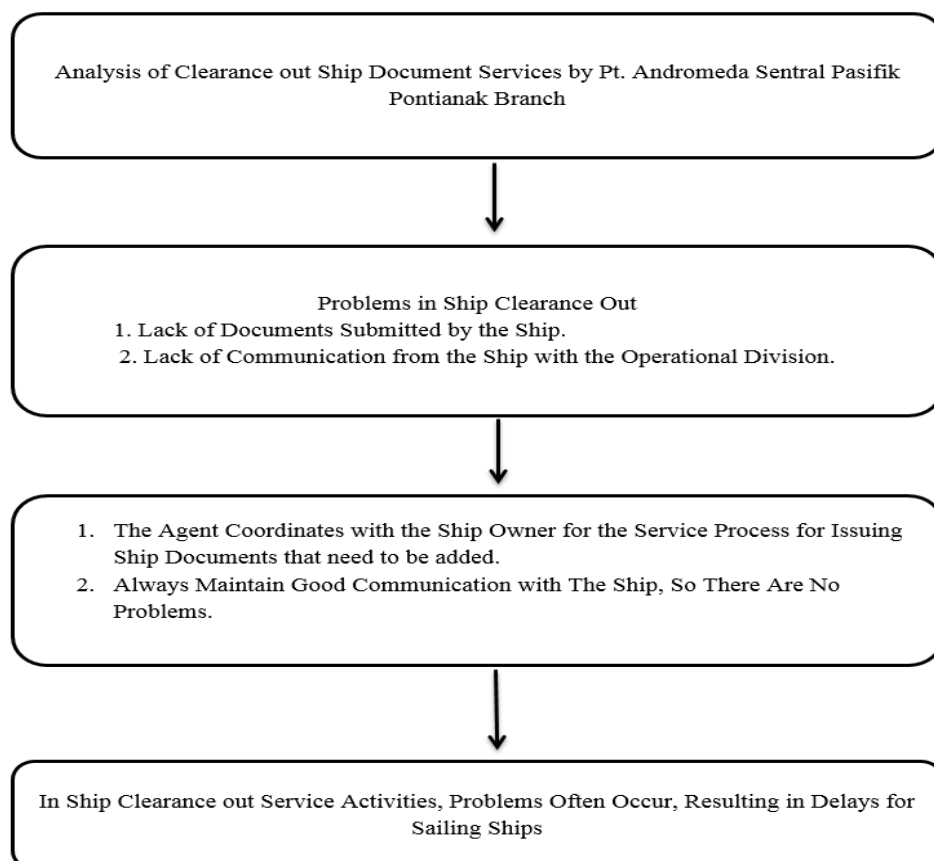 Analysis of Clearance out Ship Document Services by Pt. Andromeda Sentral Pasifik
Pontianak Branch
Problems in Ship Clearance Out
1. Lack of Documents Submitted by the Ship.
2. Lack of Communication from the Ship with the Operational Division.
1. The Agent Coordinates with the Ship Owner for the Service Process for Issuing
Ship Documents that need to be added.
2. Always Maintain Good Communication with The Ship, So There Are No
Problems.
In Ship Clearance out Service Activities, Problems Often Occur, Resulting in Delays for
Sailing Ships